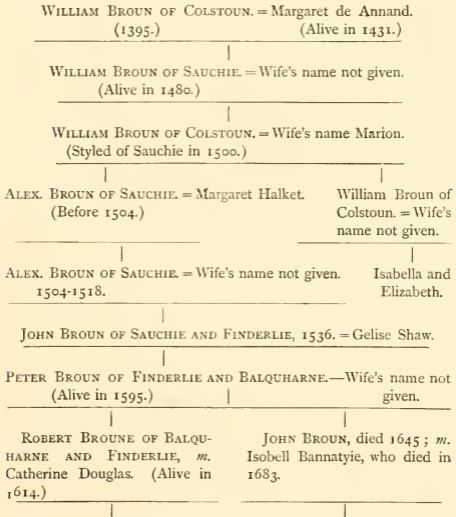 WILLIAM BROUN OF COLSTOUN. = Margaret de Annand.
(1395.) (Alive in 1431.)
WILLIAM BROUN OF SAUCHIE. = Wife's name not given.
(Alive in 1480.)
WILLIAM BROUN OF COLSTOUN. = Wife's name Marion.
(Styled of Sauchie in 1500.)
ALEX. BROUN OF SAUCHIE. = Margaret Halket.
(Before 1504.)
William Broun of
Colstoun. = Wife's
name not given.
ALEX. BROUN OF SAUCHIE. = Wife's name not given.
1504-1518.
Isabella and
Elizabeth.
JOHN BROUN OF SAUCHIE AND FINDERLIE, 1536. = Gelise Shaw.
PETER BROUN OF FINDERLIE AND BALQUHARNE.—Wife's name not
(Alive in 1595.) given.
ROBERT BROUNE OF BALQU-
HARNE AND FINDERLIE, m.
Catherine Douglas. (Alive in
1614.)
JOHN BROUN, died 1645 ; m.
Isobell Bannatyie, who died in
1683.